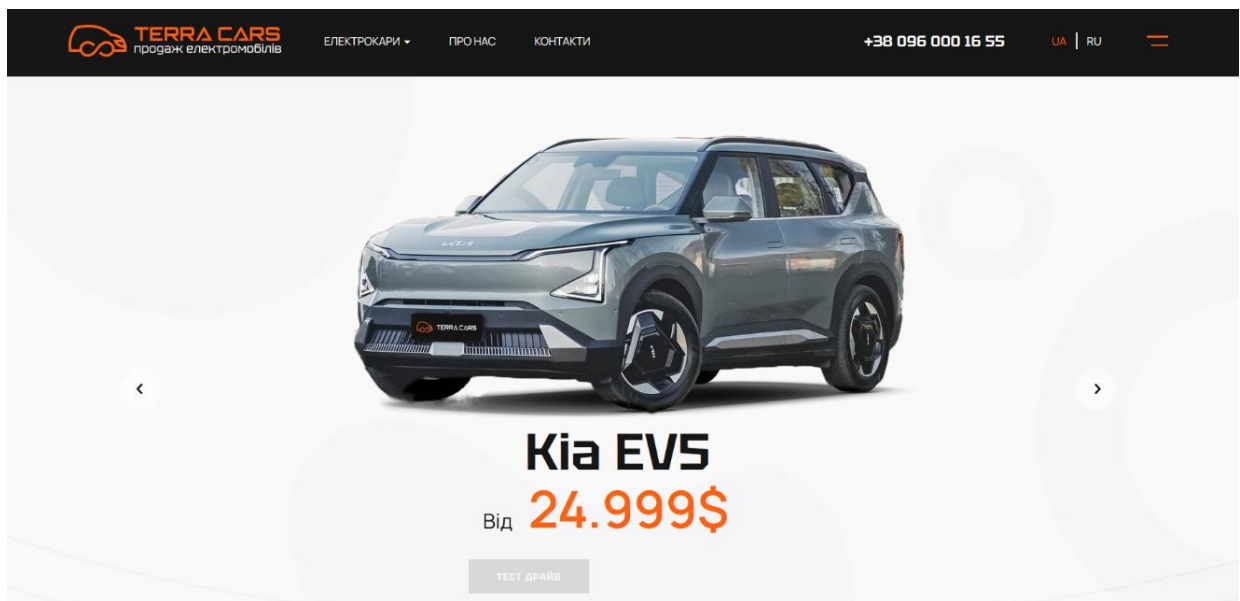 TERRA CARS
продаж електромобілів
ЕЛЕКТРОКАРИ
ПРО НАС
КОНТАКТИ
+38 096 000 16 55
UA | RU
KIA
TERRA CARS
‹
›
Kia EV5
Від 24.999$
ТЕСТ ДРАЙВ